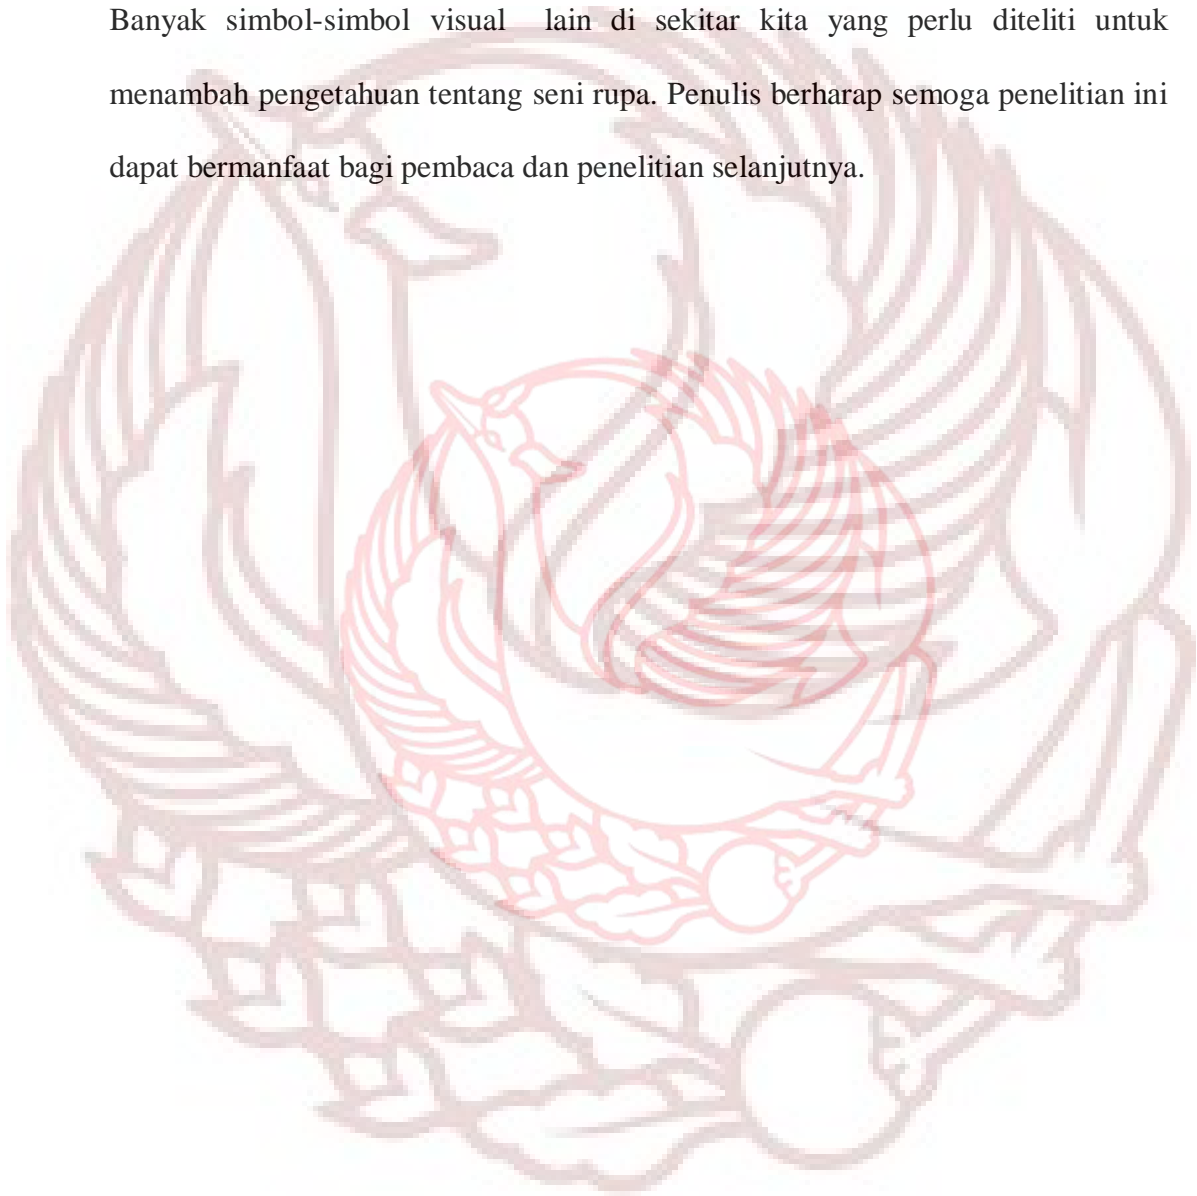 Banyak simbol-simbol visual lain di sekitar kita yang perlu diteliti untuk
menambah pengetahuan tentang seni rupa. Penulis berharap semoga penelitian ini
dapat bermanfaat bagi pembaca dan penelitian selanjutnya.